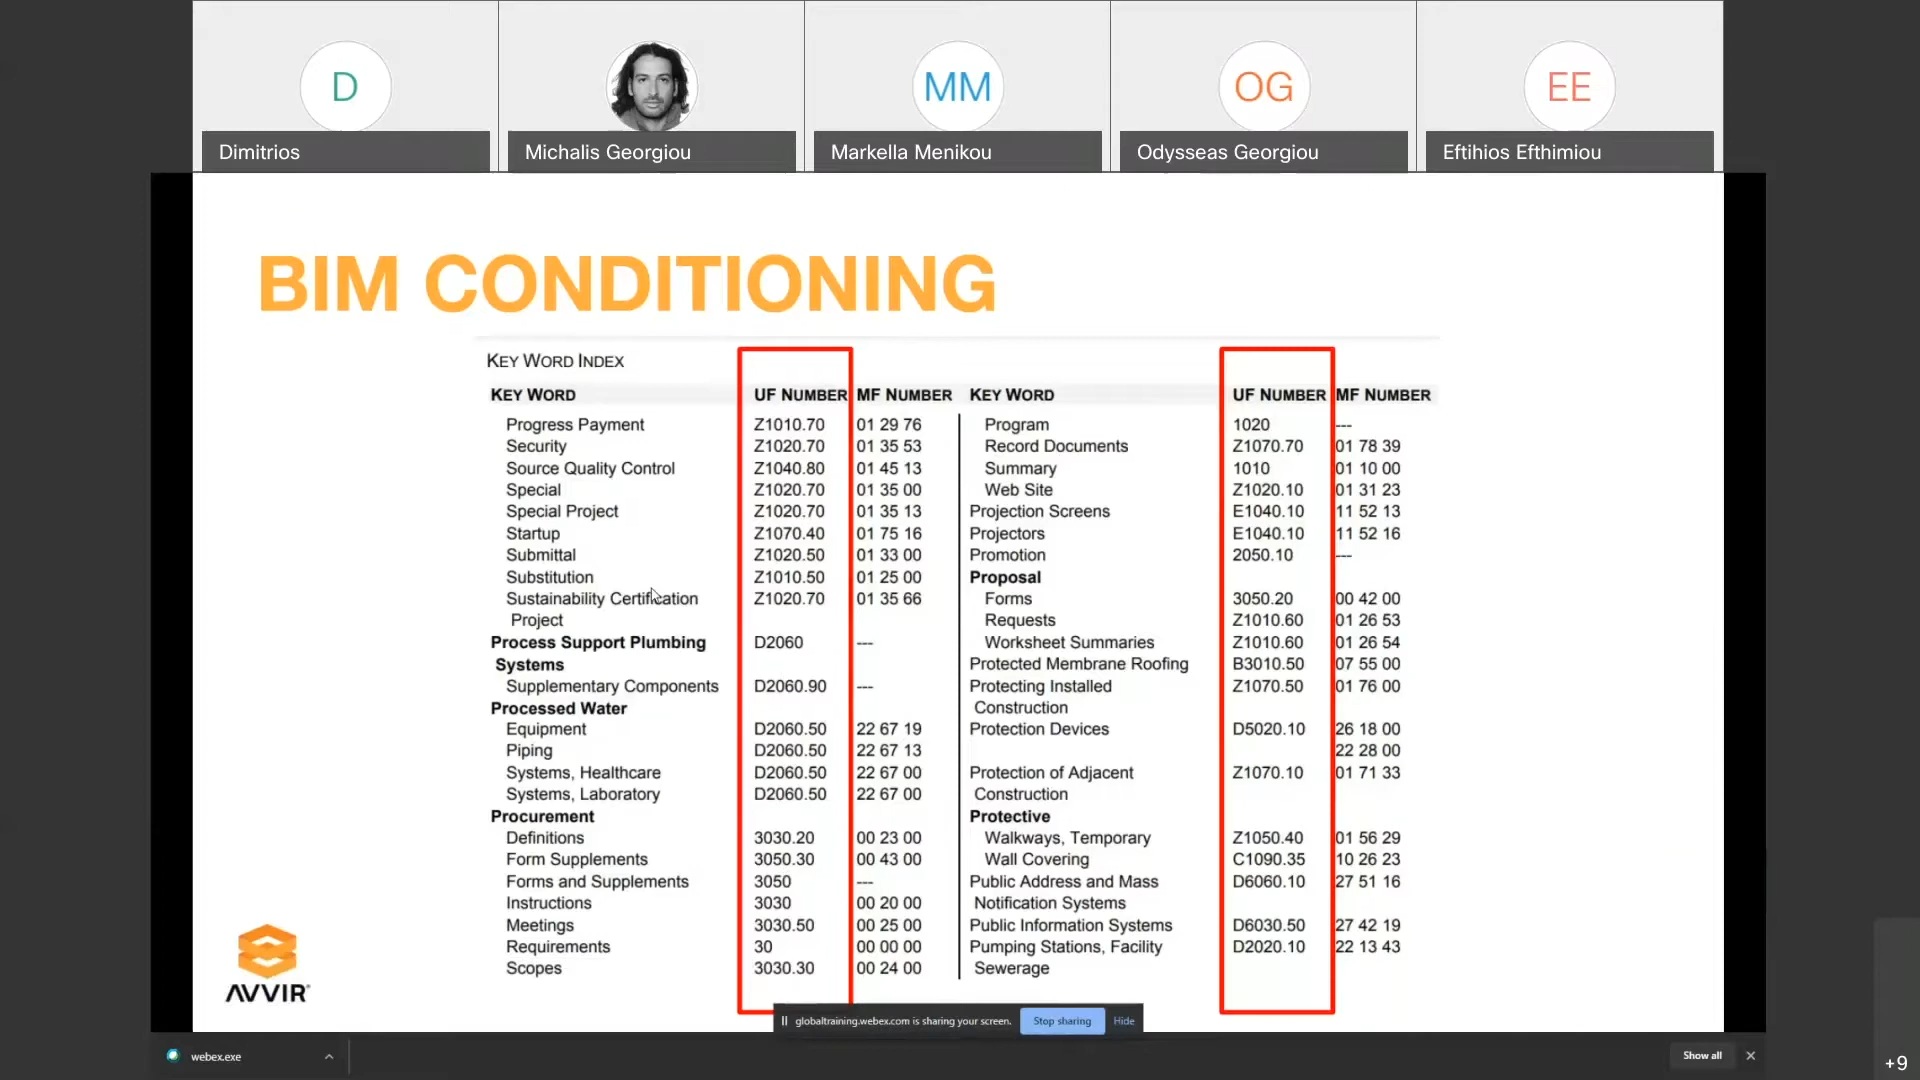 D
MM
OG
EE
Dimitrios
Michalis Georgiou
Markella Menikou
Odysseas Georgiou
Eftihios Efthimiou
BIM CONDITIONING
KEY WORD INDEX
KEY WORD UF NUMBER MF NUMBER
Progress Payment Z1010.70 01 29 76
Security Z1020.70 01 35 53
Source Quality Control Z1040.80 01 45 13
Special Z1020.70 01 35 00
Special Project Z1020.70 01 35 13
Startup Z1070.40 01 75 16
Submittal Z1020.50 01 33 00
Substitution Z1010.50 01 25 00
Sustainability Certification Z1020.70 01 35 66
Project
Process Support Plumbing D2060 ---
Systems
Supplementary Components D2060.90 ---
Processed Water
Equipment D2060.50 22 67 19
Piping D2060.50 22 67 13
Systems, Healthcare D2060.50 22 67 00
Systems, Laboratory D2060.50 22 67 00
Procurement
Definitions 3030.20 00 23 00
Form Supplements 3050.30 00 43 00
Forms and Supplements 3050 ---
Instructions 3030 00 20 00
Meetings 3030.50 00 25 00
Requirements 30 00 00 00
Scopes 3030.30 00 24 00
KEY WORD UF NUMBER MF NUMBER
Program 1020 ---
Record Documents Z1070.70 01 78 39
Summary 1010 01 10 00
Web Site Z1020.10 01 31 23
Projection Screens E1040.10 11 52 13
Projectors E1040.10 11 52 16
Promotion 2050.10 ---
Proposal
Forms 3050.20 00 42 00
Requests Z1010.60 01 26 53
Worksheet Summaries Z1010.60 01 26 54
Protected Membrane Roofing B3010.50 07 55 00
Protecting Installed Z1070.50 01 76 00
Construction
Protection Devices D5020.10 26 18 00
22 28 00
Protection of Adjacent Z1070.10 01 71 33
Construction
Protective
Walkways, Temporary Z1050.40 01 56 29
Wall Covering C1090.35 10 26 23
Public Address and Mass D6060.10 27 51 16
Notification Systems
Public Information Systems D6030.50 27 42 19
Pumping Stations, Facility D2020.10 22 13 43
Sewerage
AVVIR
globaltraining.webex.com is sharing your screen. Stop sharing Hide
webex.exe
Show all
+9